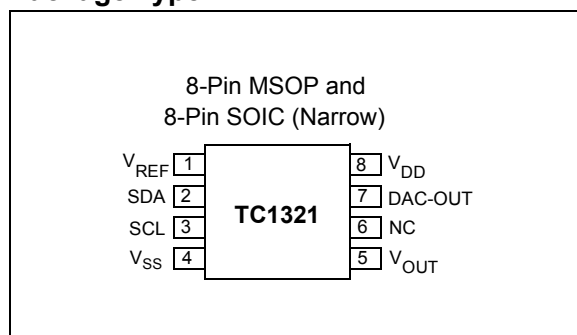 8-Pin MSOP and
8-Pin SOIC (Narrow)
VREF 1 8 VDD
SDA 2 7 DAC-OUT
TC1321
SCL 3 6 NC
VSS 4 5 VOUT